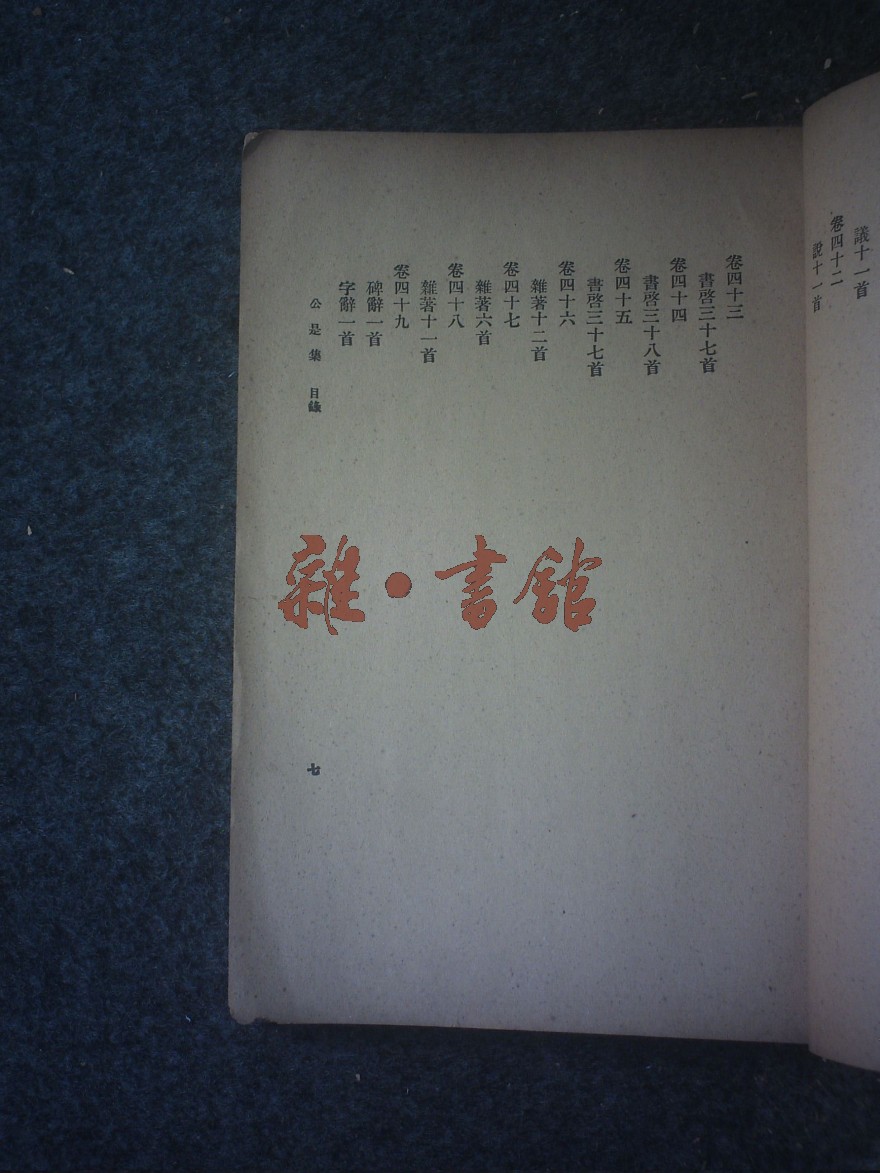 議十一首
卷四十二
說十一首
卷四十三
書啓三十七首
卷四十四
書啓三十八首
卷四十五
書啓三十七首
卷四十六
雜著十二首
卷四十七
雜著六首
卷四十八
雜著十一首
卷四十九
碑辭一首
字辭一首
公是集 目錄
七
雜·書館